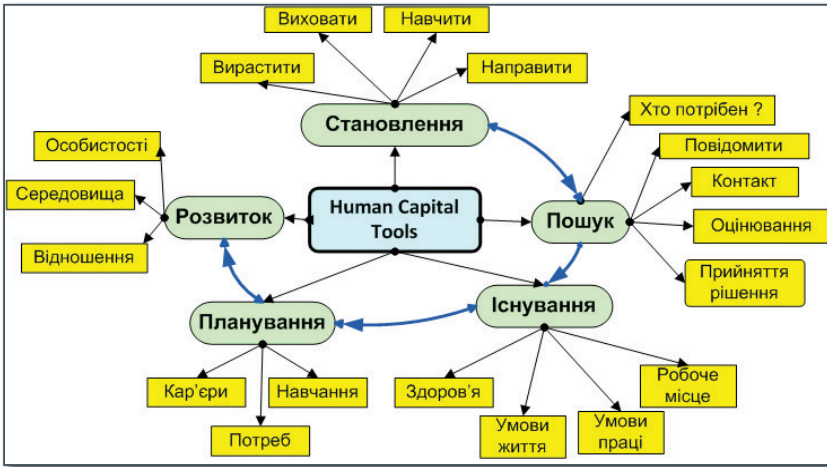 Виховати
Навчити
Вирастити
Направити
Становлення
Хто потрібен ?
Особистості
Повідомити
Середовища
Контакт
Розвиток
Human Capital
Tools
Пошук
Оцінювання
Відношення
Прийняття
рішення
Планування
Існування
Кар’єри
Навчання
Потреб
Здоров’я
Умови
життя
Умови
праці
Робоче
місце